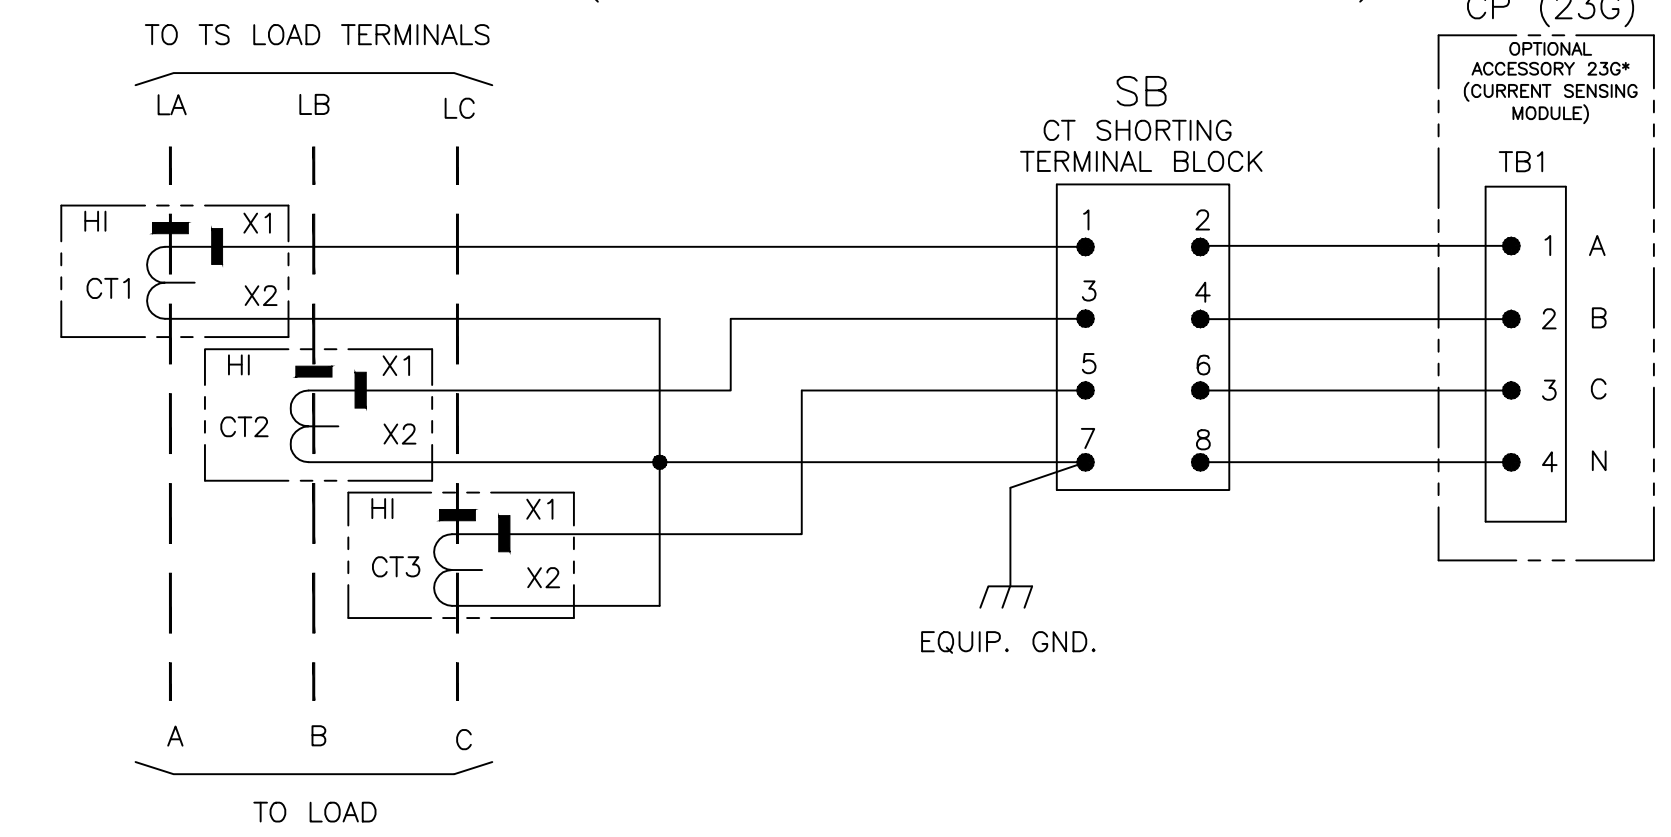 CP (23G)
TO TS LOAD TERMINALS
LA LB LC
OPTIONAL
ACCESSORY 23G*
(CURRENT SENSING
MODULE)
SB
CT SHORTING
TERMINAL BLOCK
TB1
HI X1
CT1 X2
HI X1
CT2 X2
HI X1
CT3 X2
1 2
3 4
5 6
7 8
1 A
2 B
3 C
4 N
EQUIP. GND.
A B C
TO LOAD